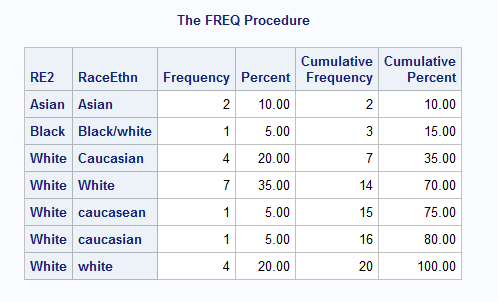 The FREQ Procedure
Cumulative Cumulative
RE2 RaceEthn Frequency Percent Frequency Percent
Asian Asian 2 10.00 2 10.00
Black Black/white 1 5.00 3 15.00
White Caucasian 4 20.00 7 35.00
White White 7 35.00 14 70.00
White caucasean 1 5.00 15 75.00
White caucasian 1 5.00 16 80.00
White white 4 20.00 20 100.00